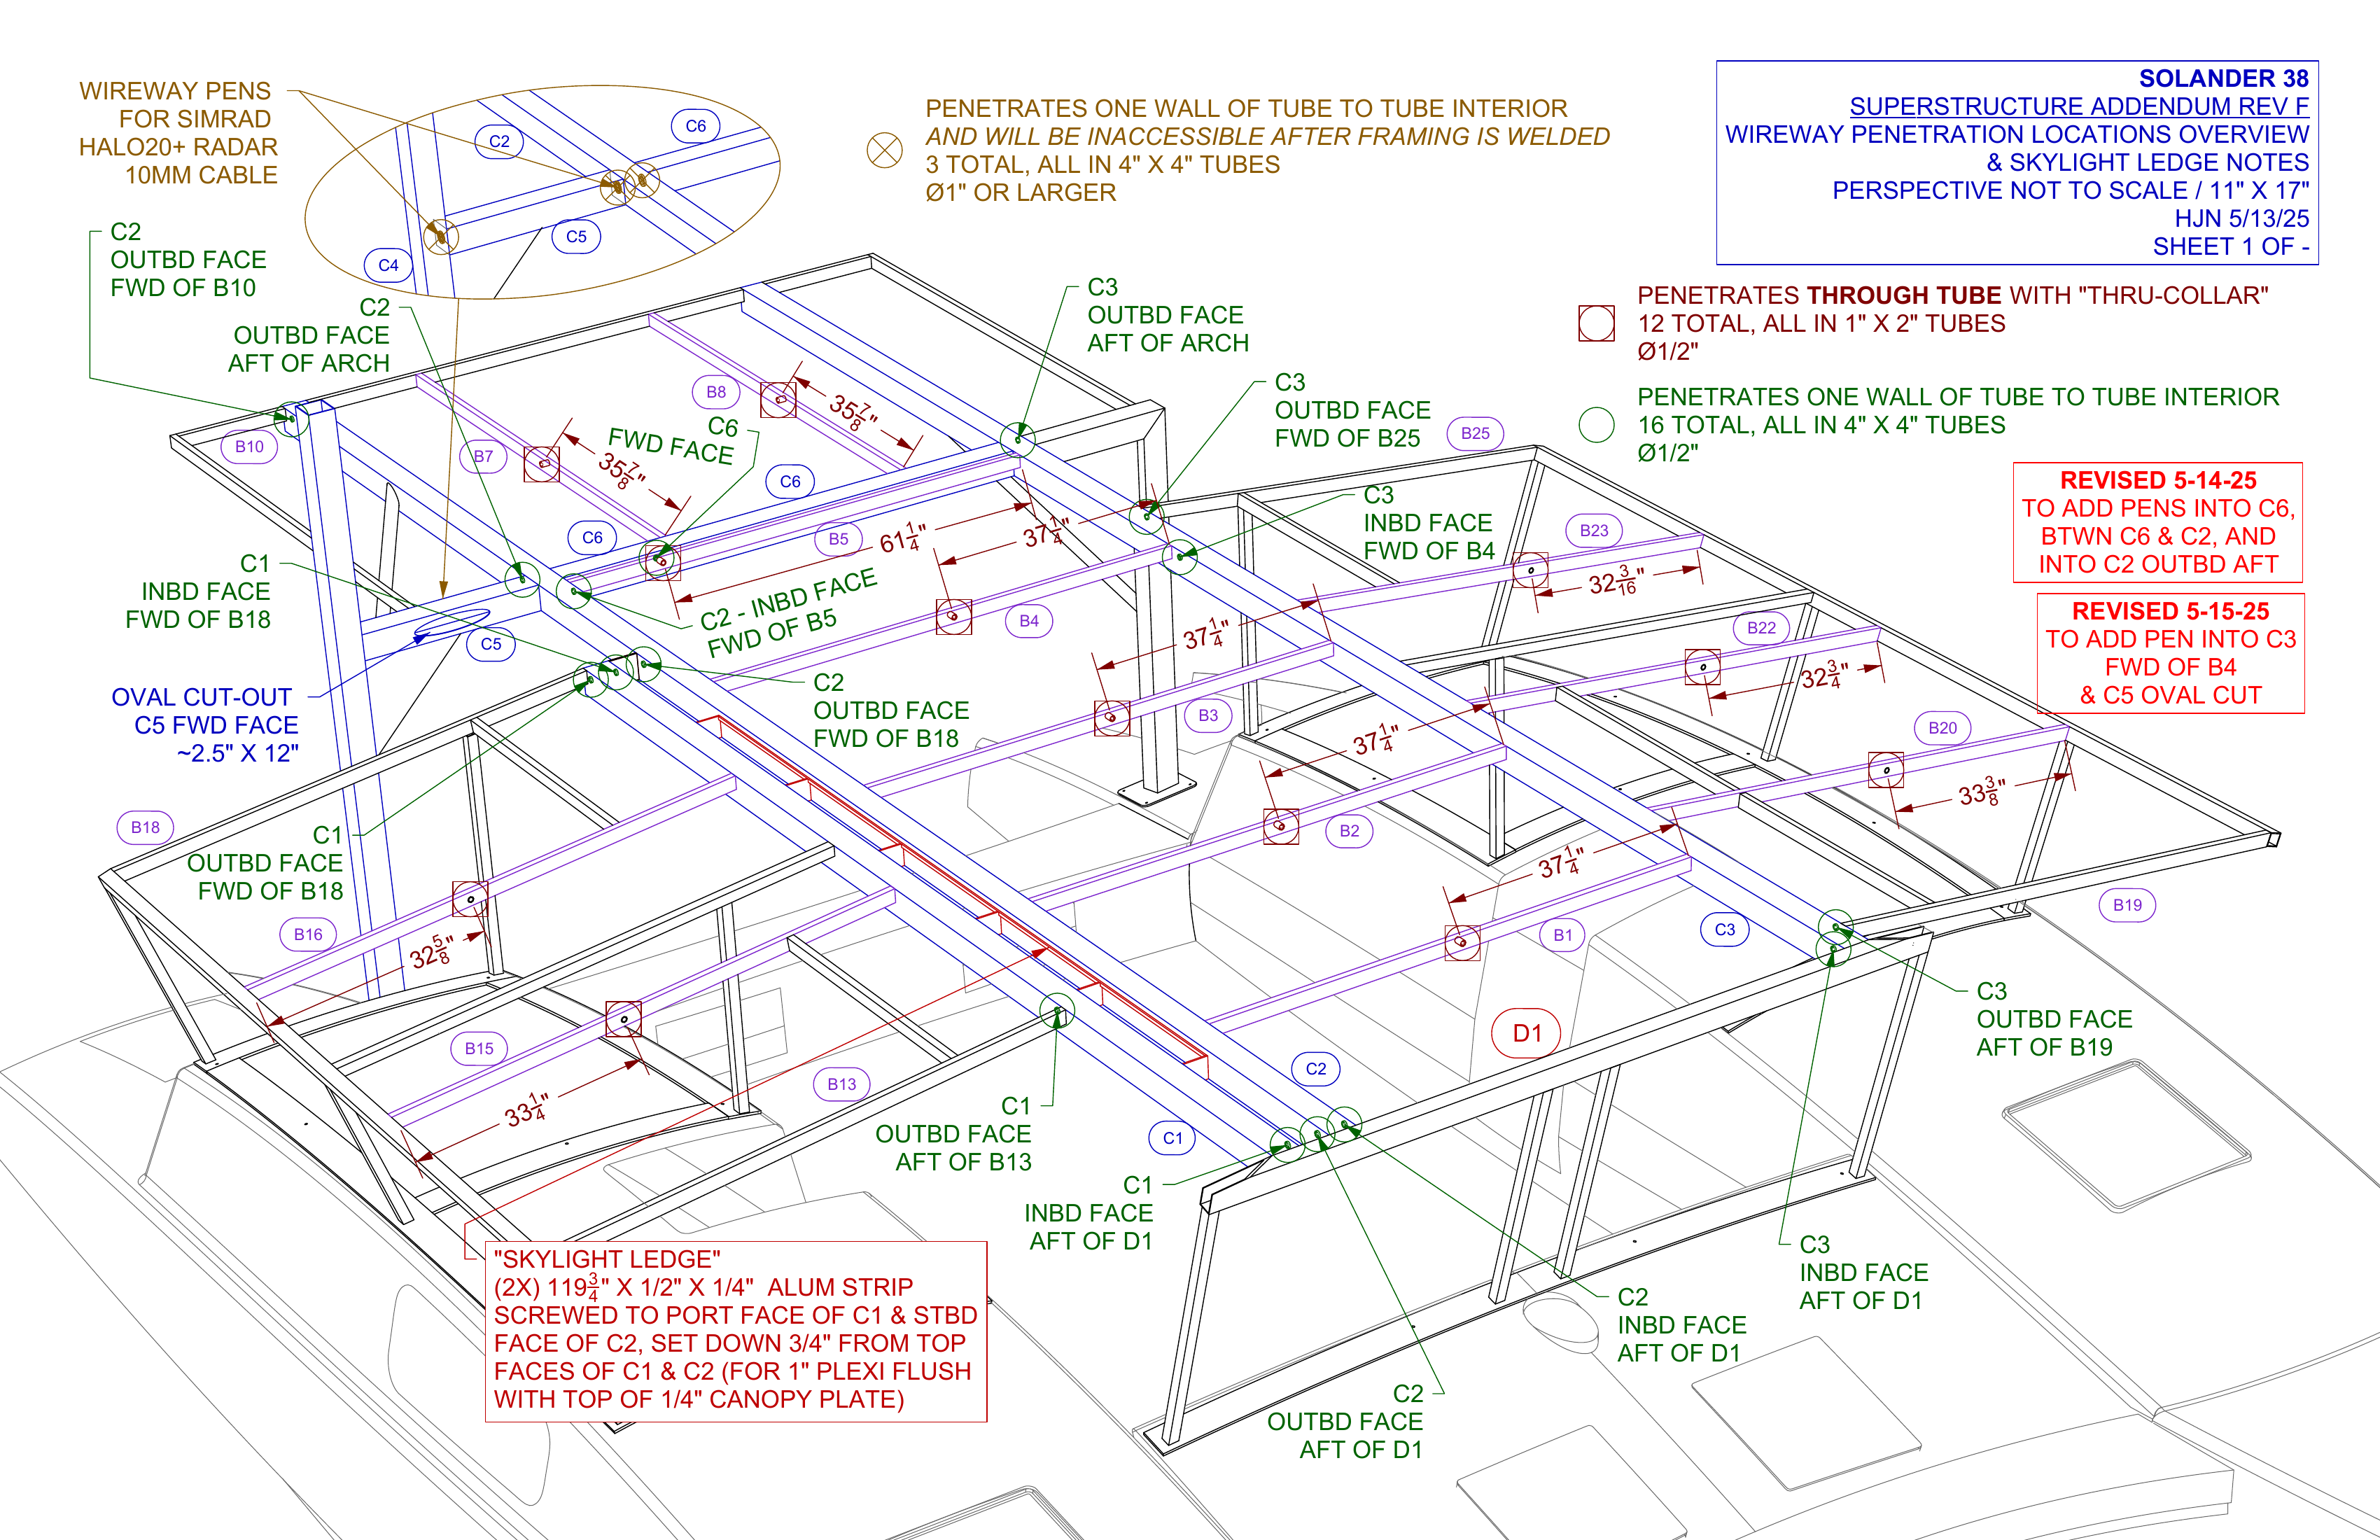 WIREWAY PENS
FOR SIMRAD
HALO20+ RADAR
10MM CABLE
C2
C6
C5
C4
PENETRATES ONE WALL OF TUBE TO TUBE INTERIOR
AND WILL BE INACCESSIBLE AFTER FRAMING IS WELDED
3 TOTAL, ALL IN 4" X 4" TUBES
Ø1" OR LARGER
SOLANDER 38
SUPERSTRUCTURE ADDENDUM REV F
WIREWAY PENETRATION LOCATIONS OVERVIEW
& SKYLIGHT LEDGE NOTES
PERSPECTIVE NOT TO SCALE / 11" X 17"
HJN 5/13/25
SHEET 1 OF -
PENETRATES THROUGH TUBE WITH "THRU-COLLAR"
12 TOTAL, ALL IN 1" X 2" TUBES
Ø1/2"
PENETRATES ONE WALL OF TUBE TO TUBE INTERIOR
16 TOTAL, ALL IN 4" X 4" TUBES
Ø1/2"
REVISED 5-14-25
TO ADD PENS INTO C6,
BTWN C6 & C2, AND
INTO C2 OUTBD AFT
REVISED 5-15-25
TO ADD PEN INTO C3
FWD OF B4
& C5 OVAL CUT
C2
OUTBD FACE
FWD OF B10
C2
OUTBD FACE
AFT OF ARCH
C3
OUTBD FACE
AFT OF ARCH
C3
OUTBD FACE
FWD OF B25
C3
INBD FACE
FWD OF B4
B25
B8
35 7/8"
B10
B7
35 7/8"
C6
FWD FACE
C6
C6
B5
61 1/4"
37 1/4"
B23
32 3/16"
C1
INBD FACE
FWD OF B18
C2 - INBD FACE
FWD OF B5
B4
37 1/4"
B22
32 3/4"
C5
OVAL CUT-OUT
C5 FWD FACE
~2.5" X 12"
C2
OUTBD FACE
FWD OF B18
B3
37 1/4"
B20
33 3/8"
B18
C1
OUTBD FACE
FWD OF B18
B2
37 1/4"
B16
32 5/8"
B1
C3
B19
B15
33 1/4"
B13
C1
OUTBD FACE
AFT OF B13
C2
C1
D1
C3
OUTBD FACE
AFT OF B19
C1
INBD FACE
AFT OF D1
C3
INBD FACE
AFT OF D1
C2
INBD FACE
AFT OF D1
C2
OUTBD FACE
AFT OF D1
"SKYLIGHT LEDGE"
(2X) 119 3/4" X 1/2" X 1/4" ALUM STRIP
SCREWED TO PORT FACE OF C1 & STBD
FACE OF C2, SET DOWN 3/4" FROM TOP
FACES OF C1 & C2 (FOR 1" PLEXI FLUSH
WITH TOP OF 1/4" CANOPY PLATE)